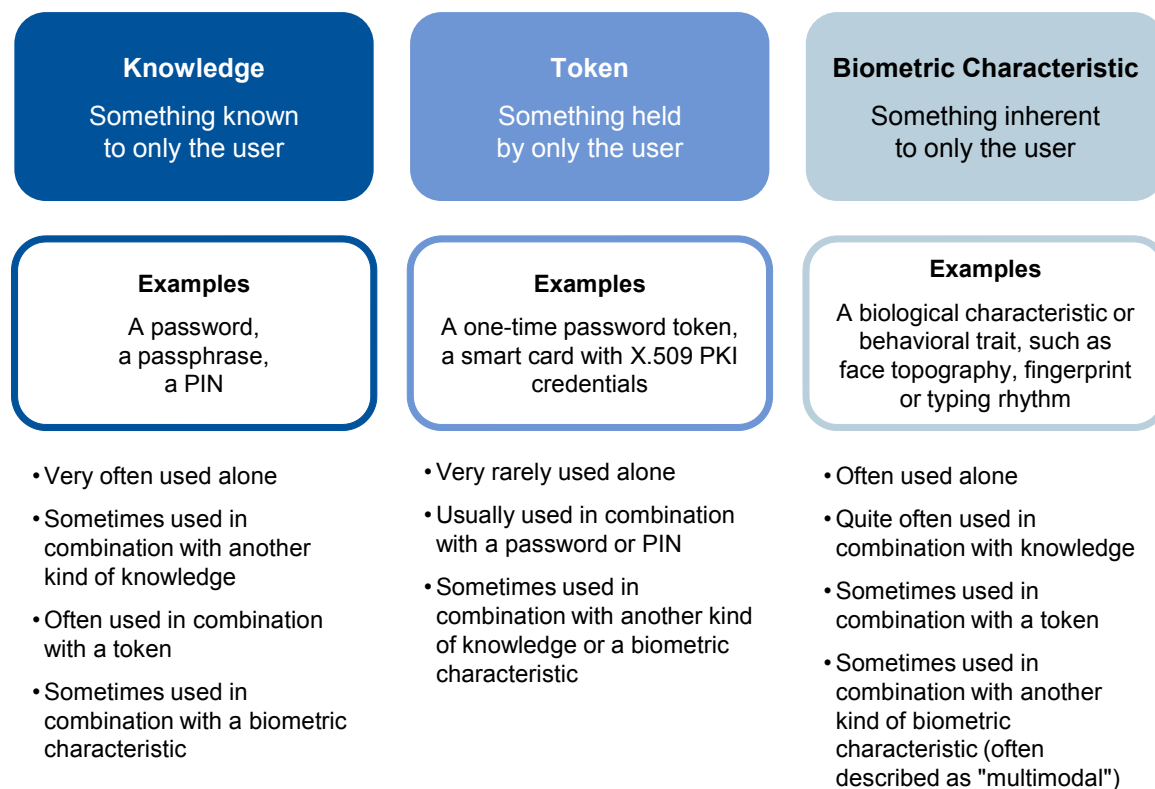 Knowledge
Something known
to only the user
Token
Something held
by only the user
Biometric Characteristic
Something inherent
to only the user
Examples
A password,
a passphrase,
a PIN
Examples
A one-time password token,
a smart card with X.509 PKI
credentials
Examples
A biological characteristic or
behavioral trait, such as
face topography, fingerprint
or typing rhythm
• Very often used alone
• Sometimes used in
combination with another
kind of knowledge
• Often used in combination
with a token
• Sometimes used in
combination with a biometric
characteristic
• Very rarely used alone
• Usually used in combination
with a password or PIN
• Sometimes used in
combination with another kind
of knowledge or a biometric
characteristic
• Often used alone
• Quite often used in
combination with knowledge
• Sometimes used in
combination with a token
• Sometimes used in
combination with another
kind of biometric
characteristic (often
described as "multimodal")